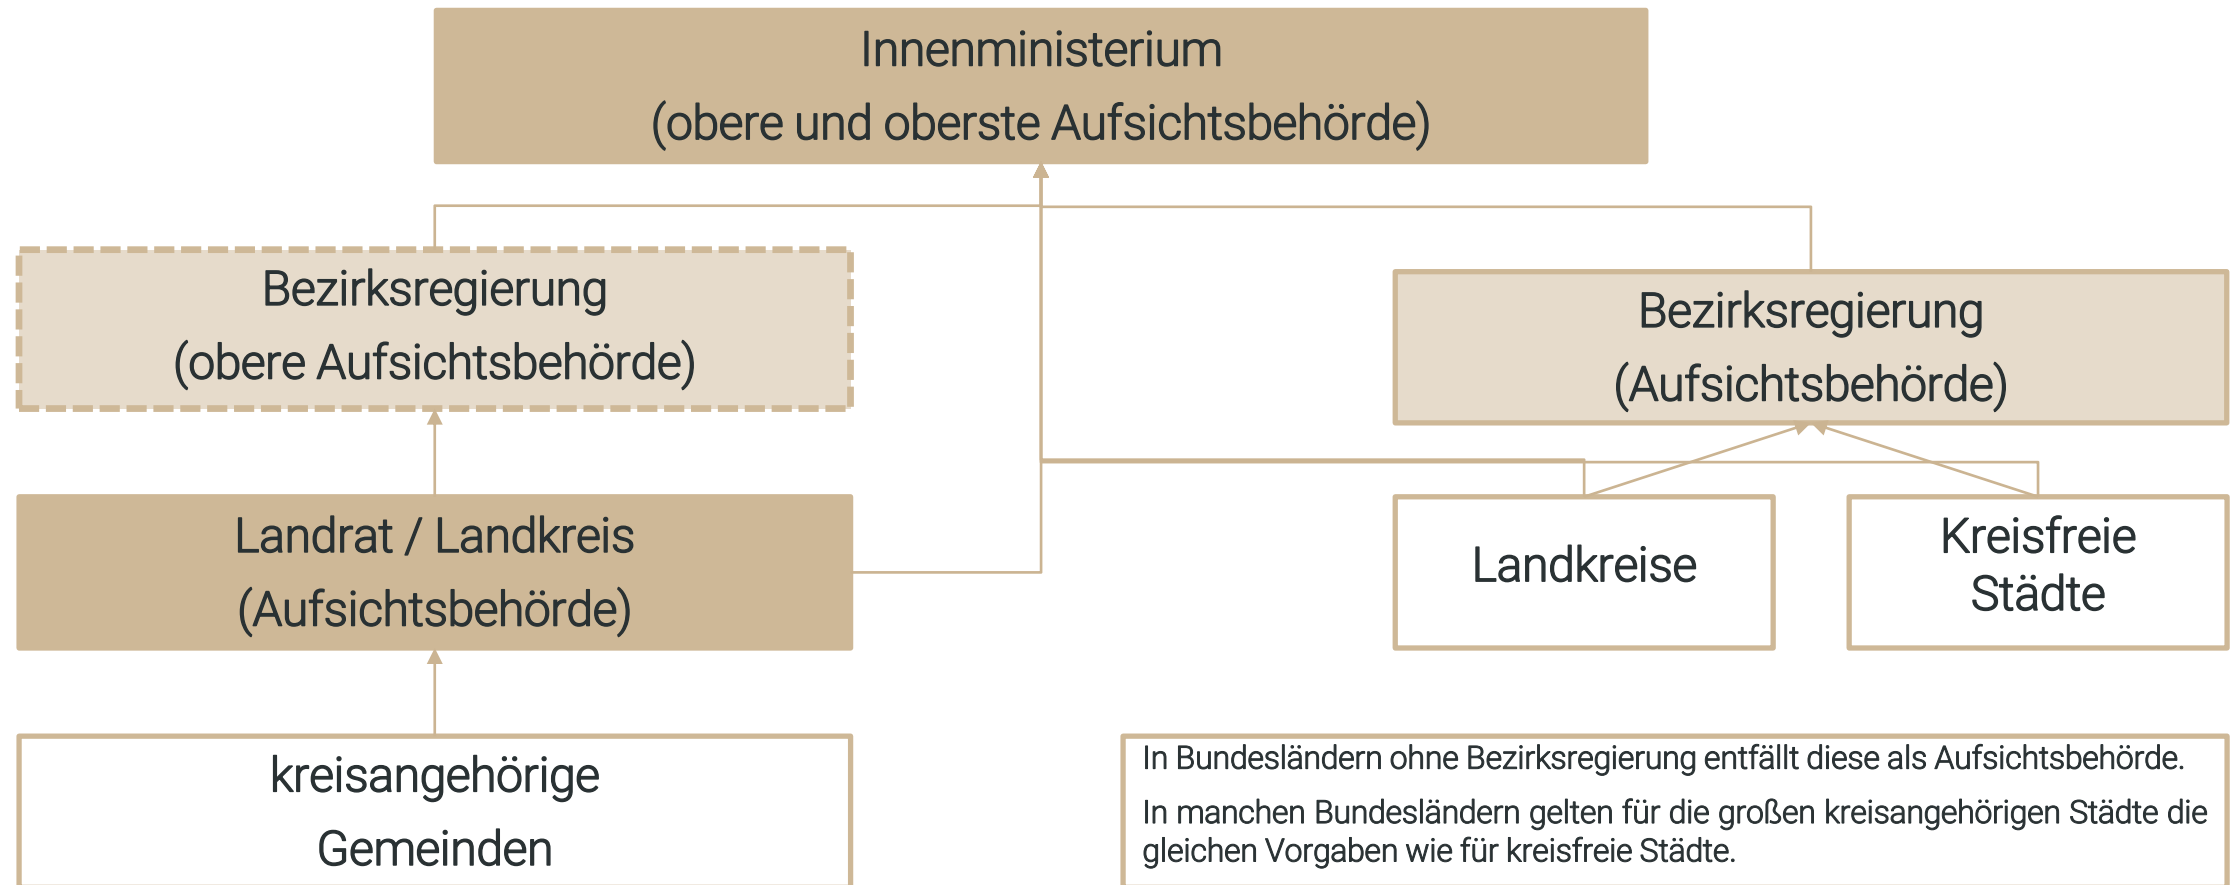 Innenministerium
(obere und oberste Aufsichtsbehörde)
Bezirksregierung
(obere Aufsichtsbehörde)
Bezirksregierung
(Aufsichtsbehörde)
Landrat / Landkreis
(Aufsichtsbehörde)
Landkreise
Kreisfreie
Städte
kreisangehörige
Gemeinden
In Bundesländern ohne Bezirksregierung entfällt diese als Aufsichtsbehörde.
In manchen Bundesländern gelten für die großen kreisangehörigen Städte die
gleichen Vorgaben wie für kreisfreie Städte.